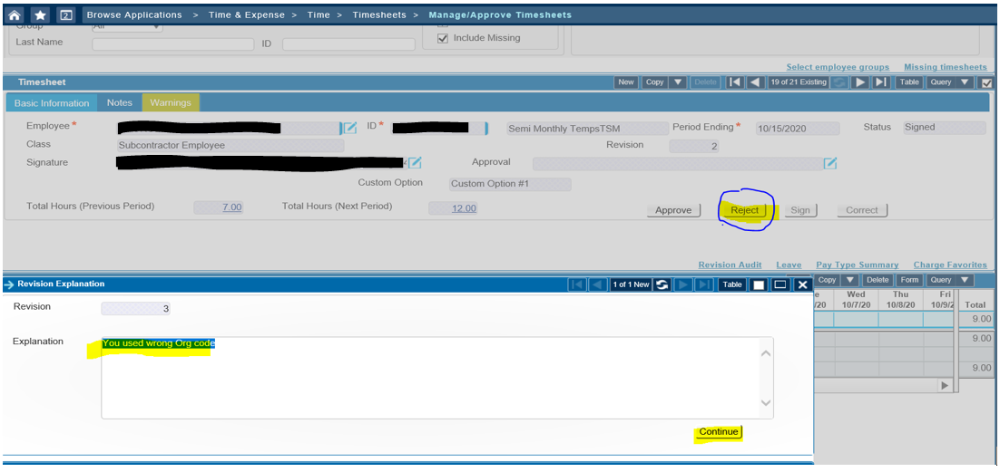 2 Browse Applications > Time & Expense > Time > Timesheets > Manage/Approve Timesheets
Group All
Last Name ID Include Missing
Select employee groups Missing timesheets
Timesheet New Copy Delete 19 of 21 Existing Table Query
Basic Information Notes Warnings
Employee * ID * Semi Monthly TempsTSM Period Ending * 10/15/2020 Status Signed
Class Subcontractor Employee Revision 2
Signature Approval
Custom Option Custom Option #1
Total Hours (Previous Period) 7.00 Total Hours (Next Period) 12.00 Approve Reject Sign Correct
Revision Audit Leave Pay Type Summary Charge Favorites
Revision Explanation 1 of 1 New Table Copy Delete Form Query
Wed Thu Fri
/20 10/7/20 10/8/20 10/9/2 Total
Revision 3 9.00
Explanation You used wrong Org code 9.00
9.00
Continue